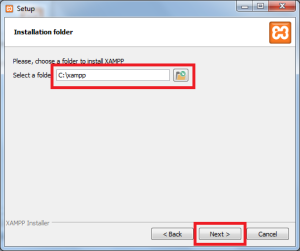 Setup
Installation folder
Please, choose a folder to install XAMPP
Select a folder C:\xampp
XAMPP Installer
< Back Next > Cancel